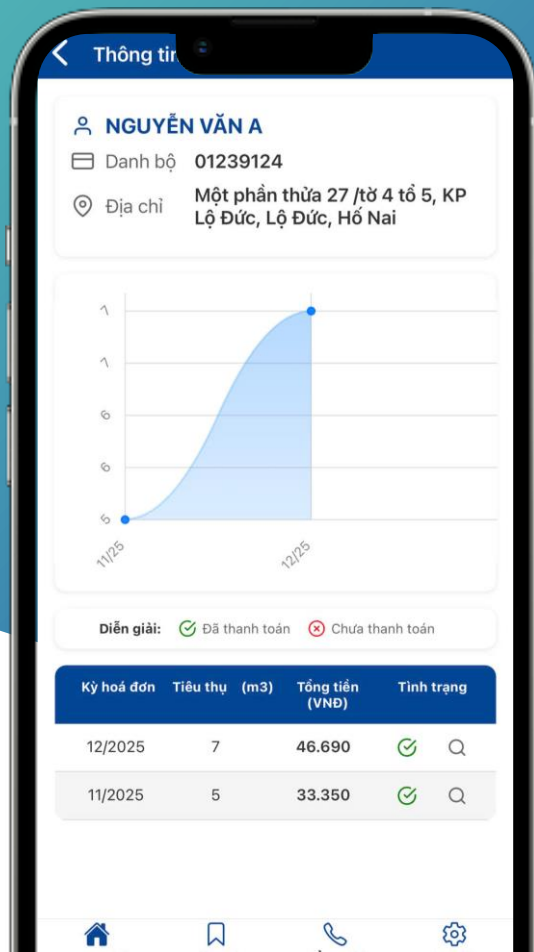 Thông tin
NGUYỄN VĂN A
Danh bộ 01239124
Địa chỉ Một phần thửa 27 /tờ 4 tổ 5, KP
Lộ Đức, Lộ Đức, Hố Nai
7
7
6
6
5
11/25 12/25
Diễn giải: Đã thanh toán Chưa thanh toán
Kỳ hoá đơn Tiêu thụ (m3) Tổng tiền Tình trạng
(VNĐ)
12/2025 7 46.690
11/2025 5 33.350